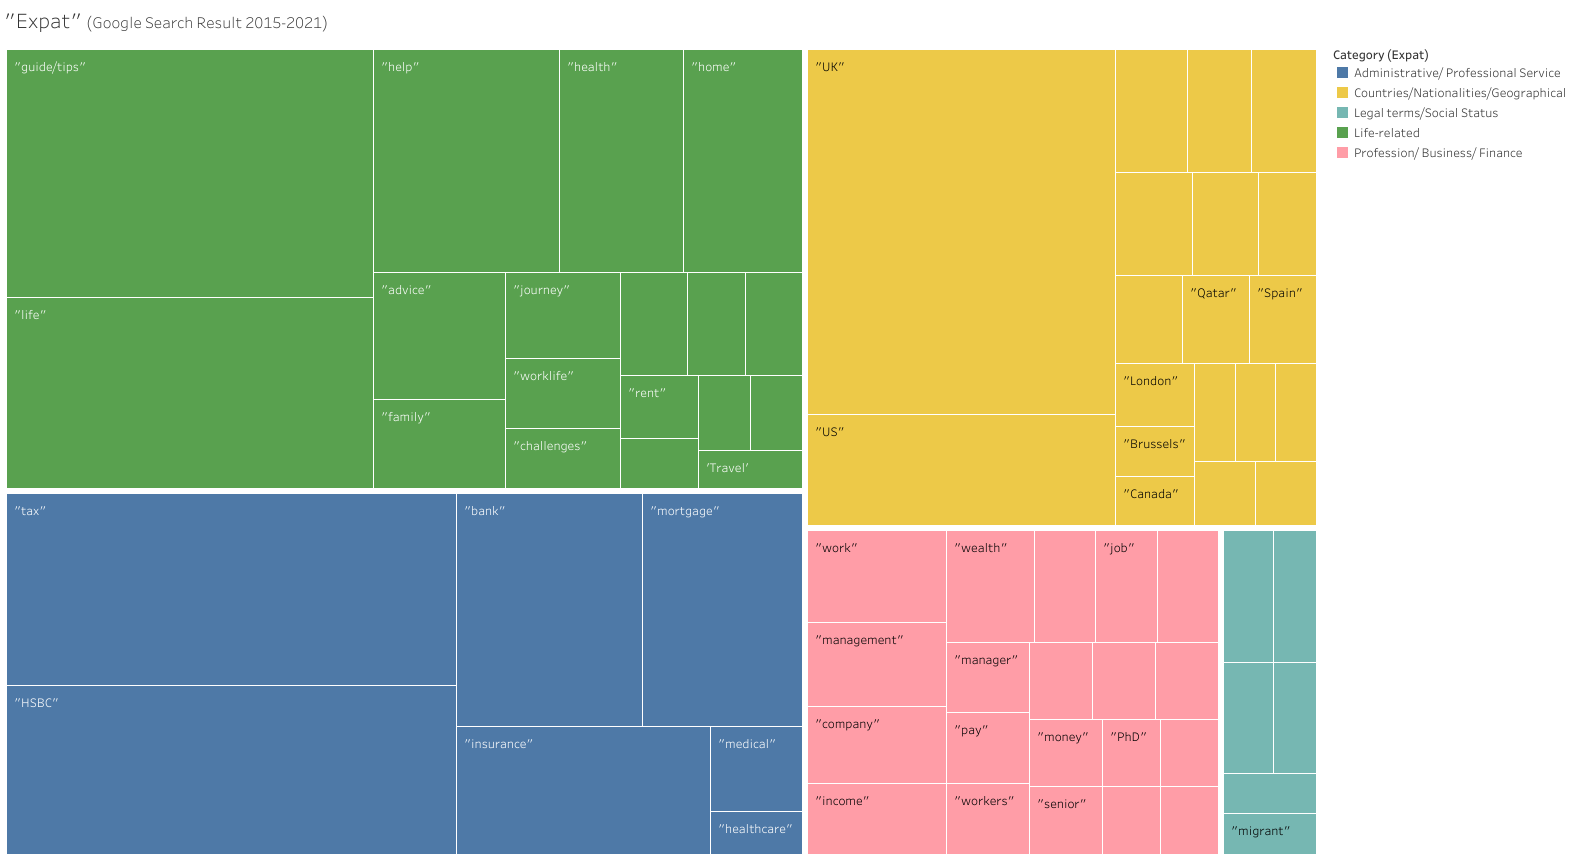 "Expat" (Google Search Result 2015-2021)
"guide/tips"
"help"
"health"
"home"
"life"
"advice"
"journey"
"worklife"
"family"
"challenges"
"rent"
'Travel'
"tax"
"bank"
"mortgage"
"HSBC"
"insurance"
"medical"
"healthcare"
"UK"
"US"
"Qatar"
"Spain"
"London"
"Brussels"
"Canada"
"work"
"wealth"
"job"
"management"
"manager"
"company"
"pay"
"money"
"PhD"
"income"
"workers"
"senior"
"migrant"
Category (Expat)
Administrative/ Professional Service
Countries/Nationalities/Geographical
Legal terms/Social Status
Life-related
Profession/ Business/ Finance